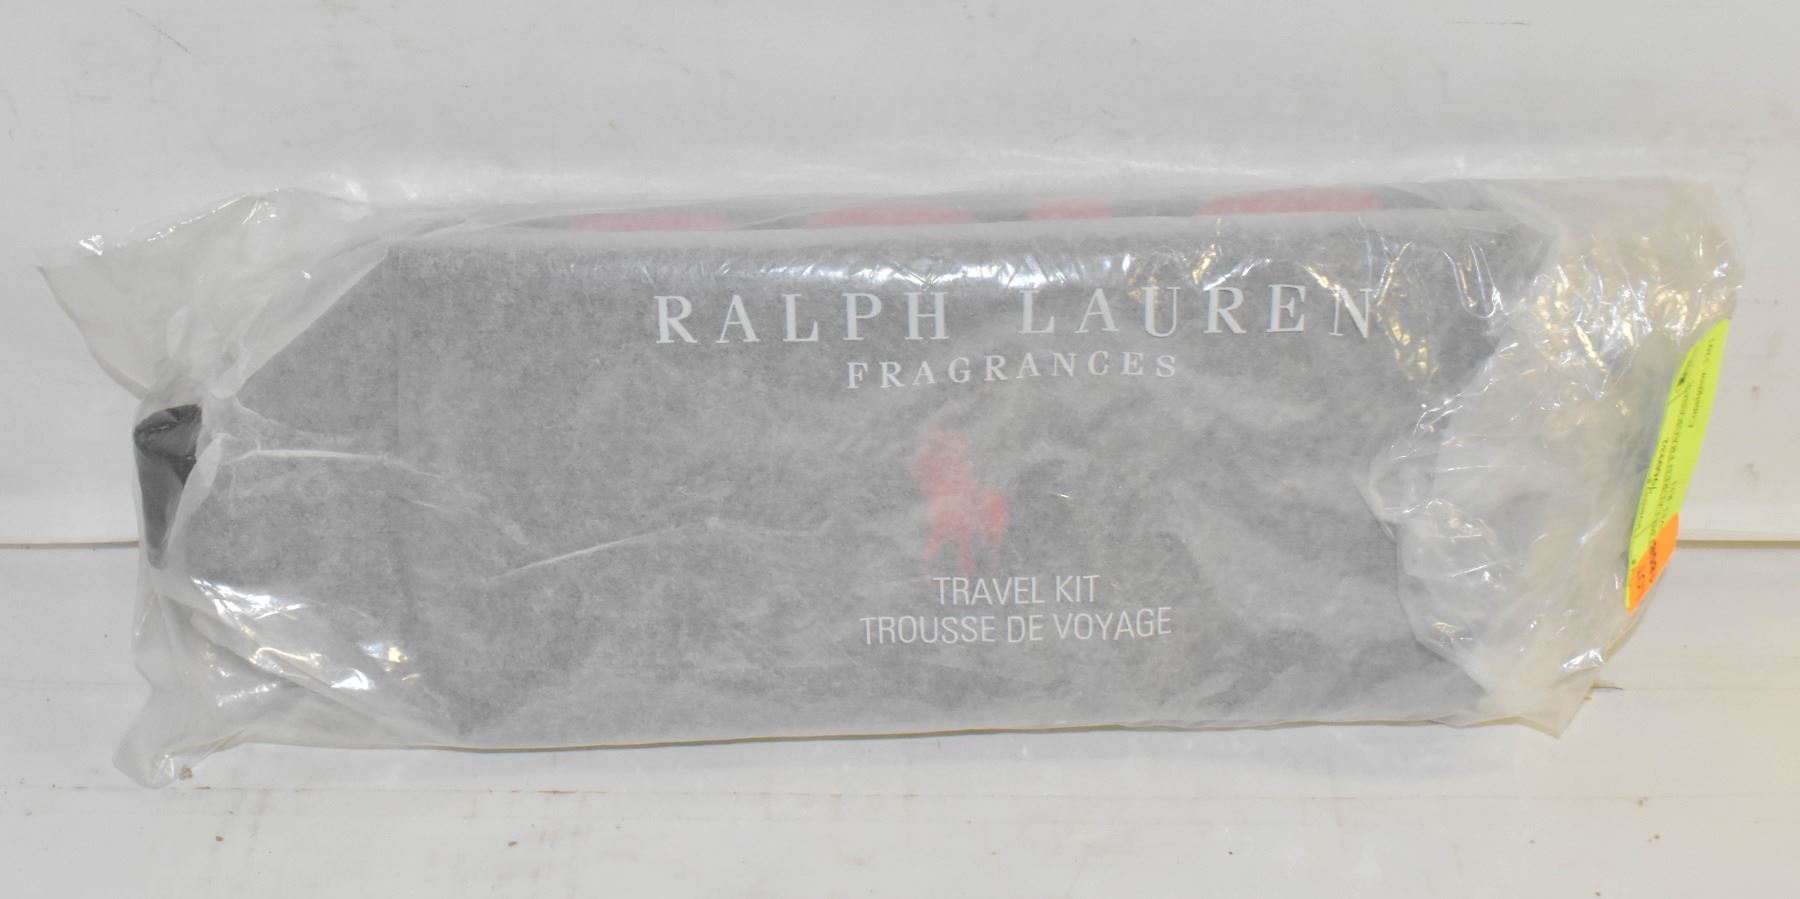 RALPH LAUREN
FRAGRANCES
TRAVEL KIT
TROUSSE DE VOYAGE